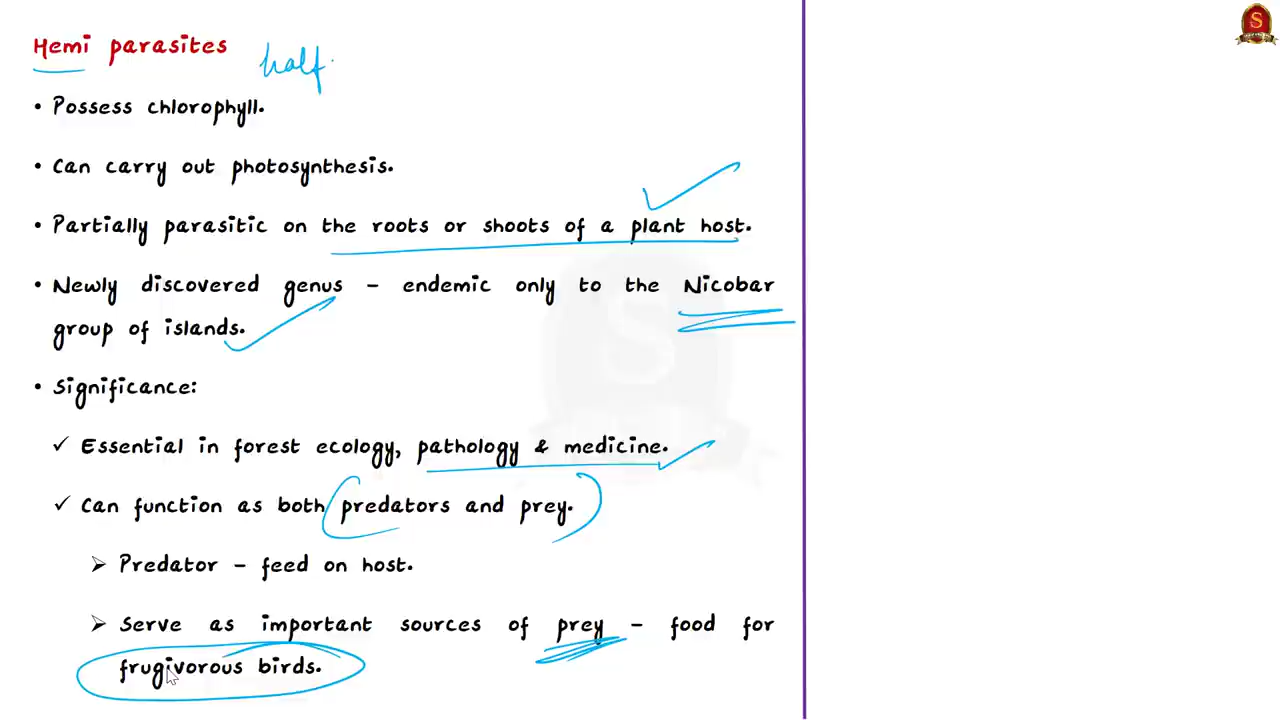 Hemi parasites
half.
• Possess chlorophyll.
• Can carry out photosynthesis.
• Partially parasitic on the roots or shoots of a plant host.
• Newly discovered genus – endemic only to the Nicobar
group of islands.
• Significance:
✓ Essential in forest ecology, pathology & medicine.
✓ Can function as both predators and prey.
➢ Predator – feed on host.
➢ Serve as important sources of prey – food for
frugivorous birds.